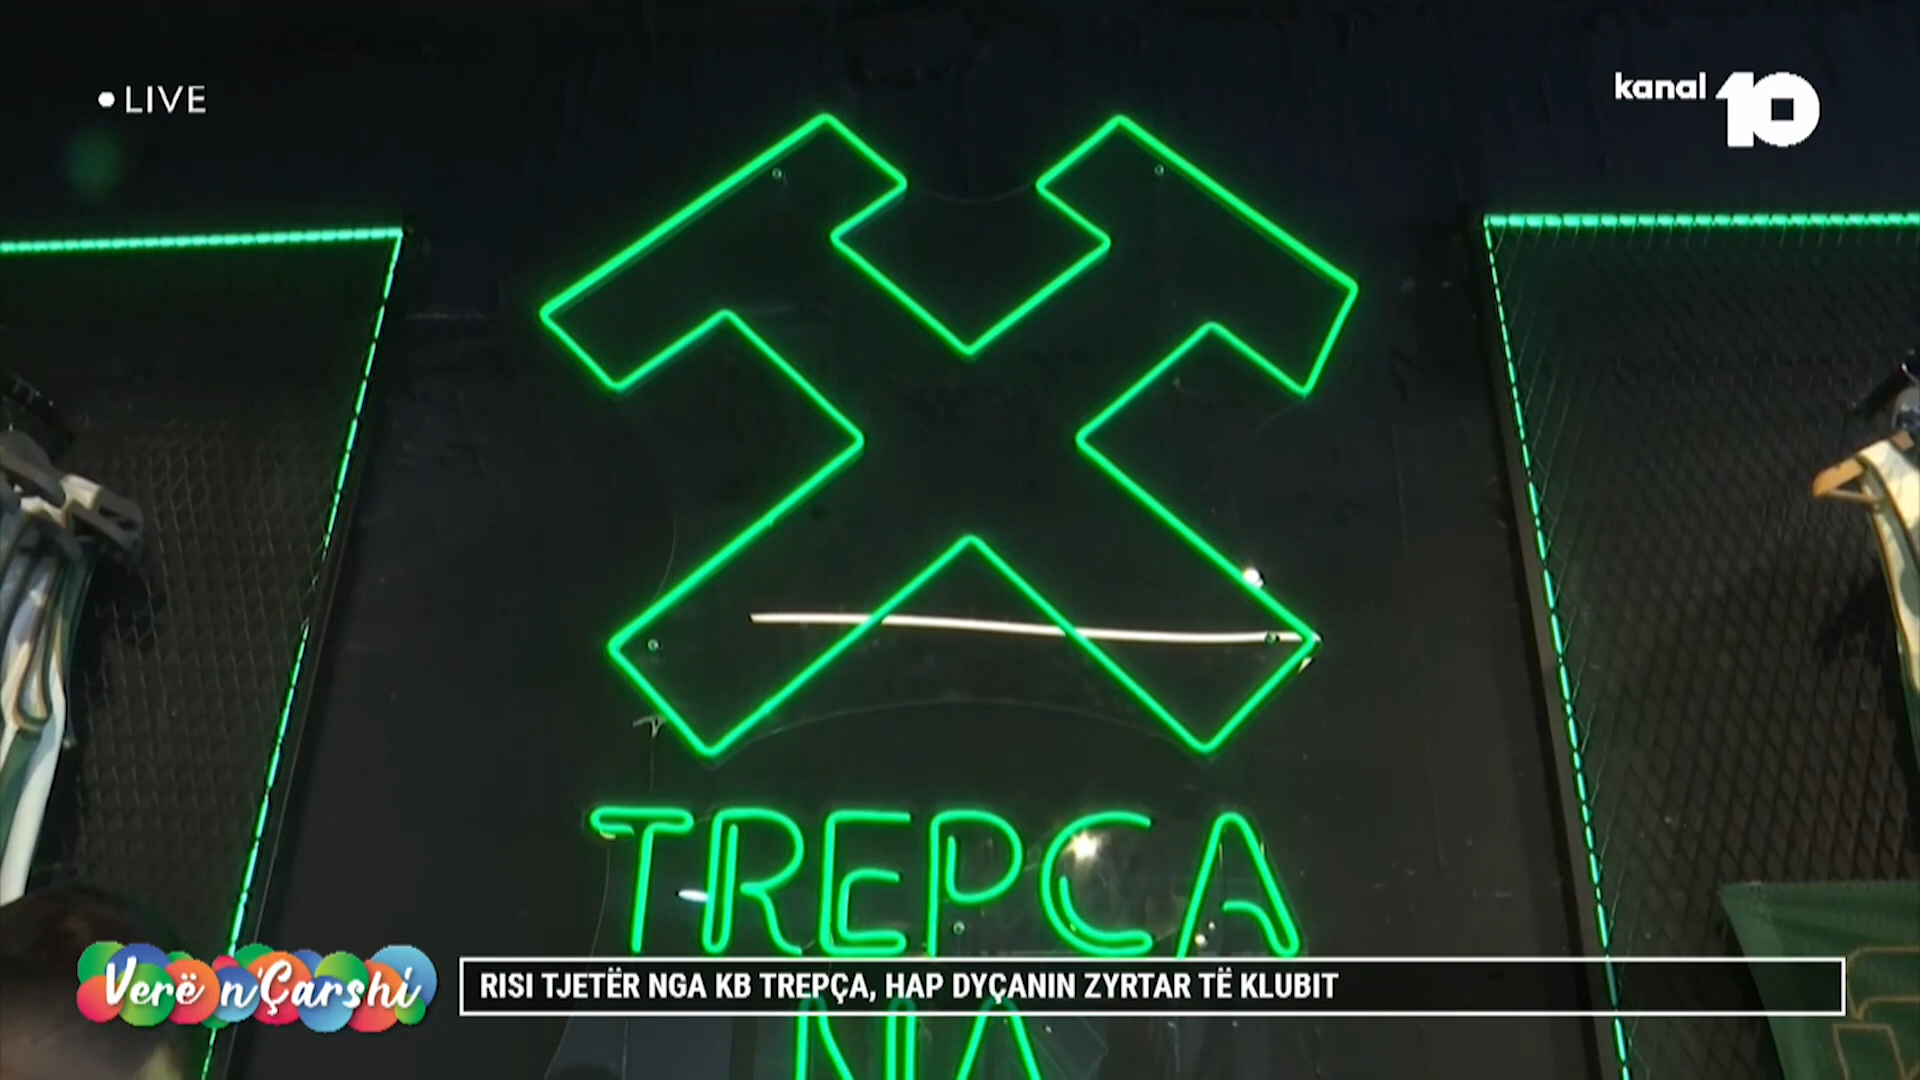 LIVE
kanal 10
TREPCA
Verë n'Çarshi
RISI TJETËR NGA KB TREPÇA, HAP DYÇANIN ZYRTAR TË KLUBIT